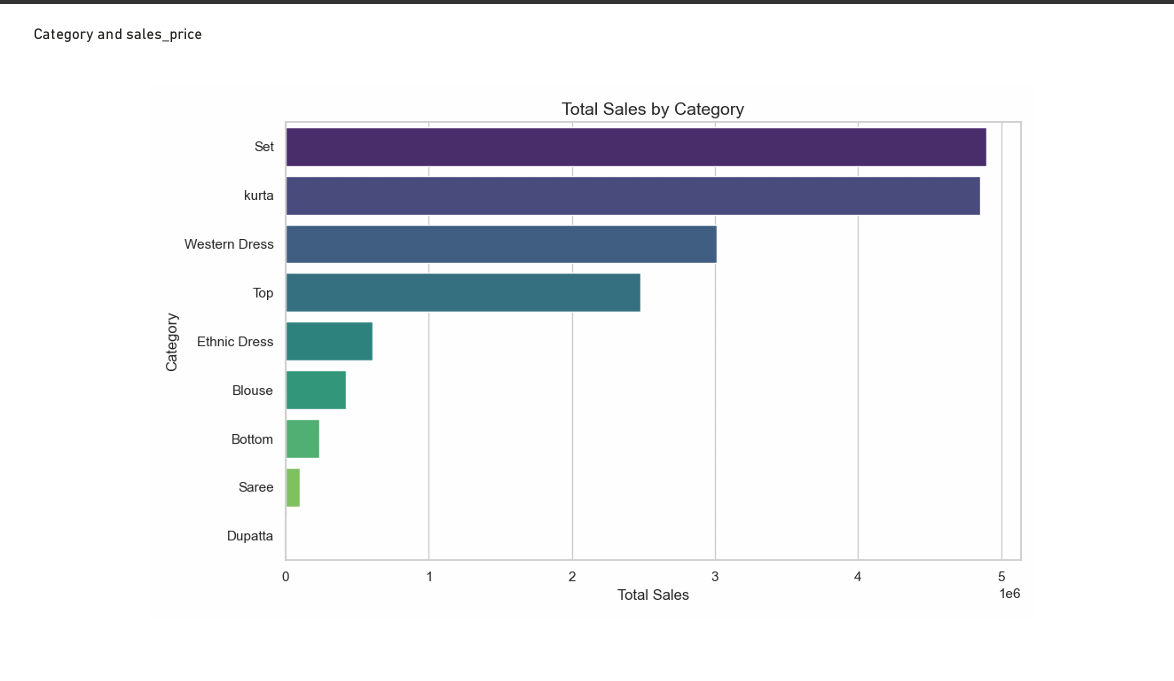 Category and sales_price
Total Sales by Category
Set
kurta
Western Dress
Top
Ethnic Dress
Blouse
Bottom
Saree
Dupatta
Category
0 1 2 3 4 5
1e6
Total Sales